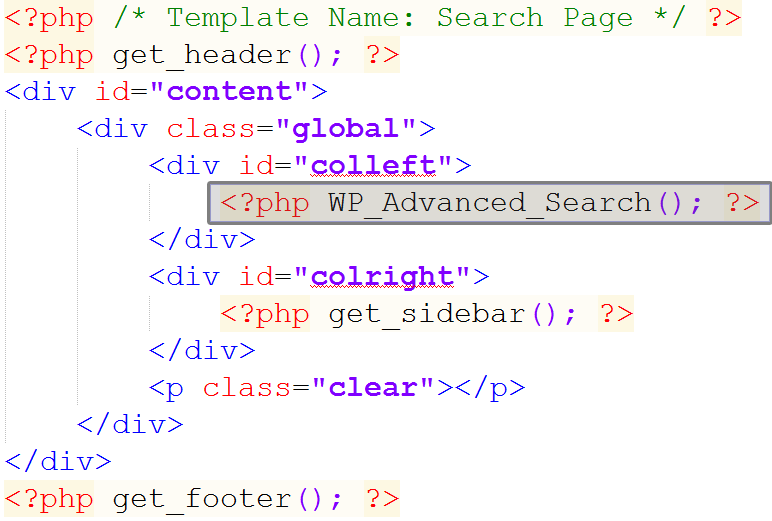 <?php /* Template Name: Search Page */ ?>
<?php get_header(); ?>
<div id="content">
<div class="global">
<div id="colleft">
<?php WP_Advanced_Search(); ?>
</div>
<div id="colright">
<?php get_sidebar(); ?>
</div>
<p class="clear"></p>
</div>
</div>
<?php get_footer(); ?>